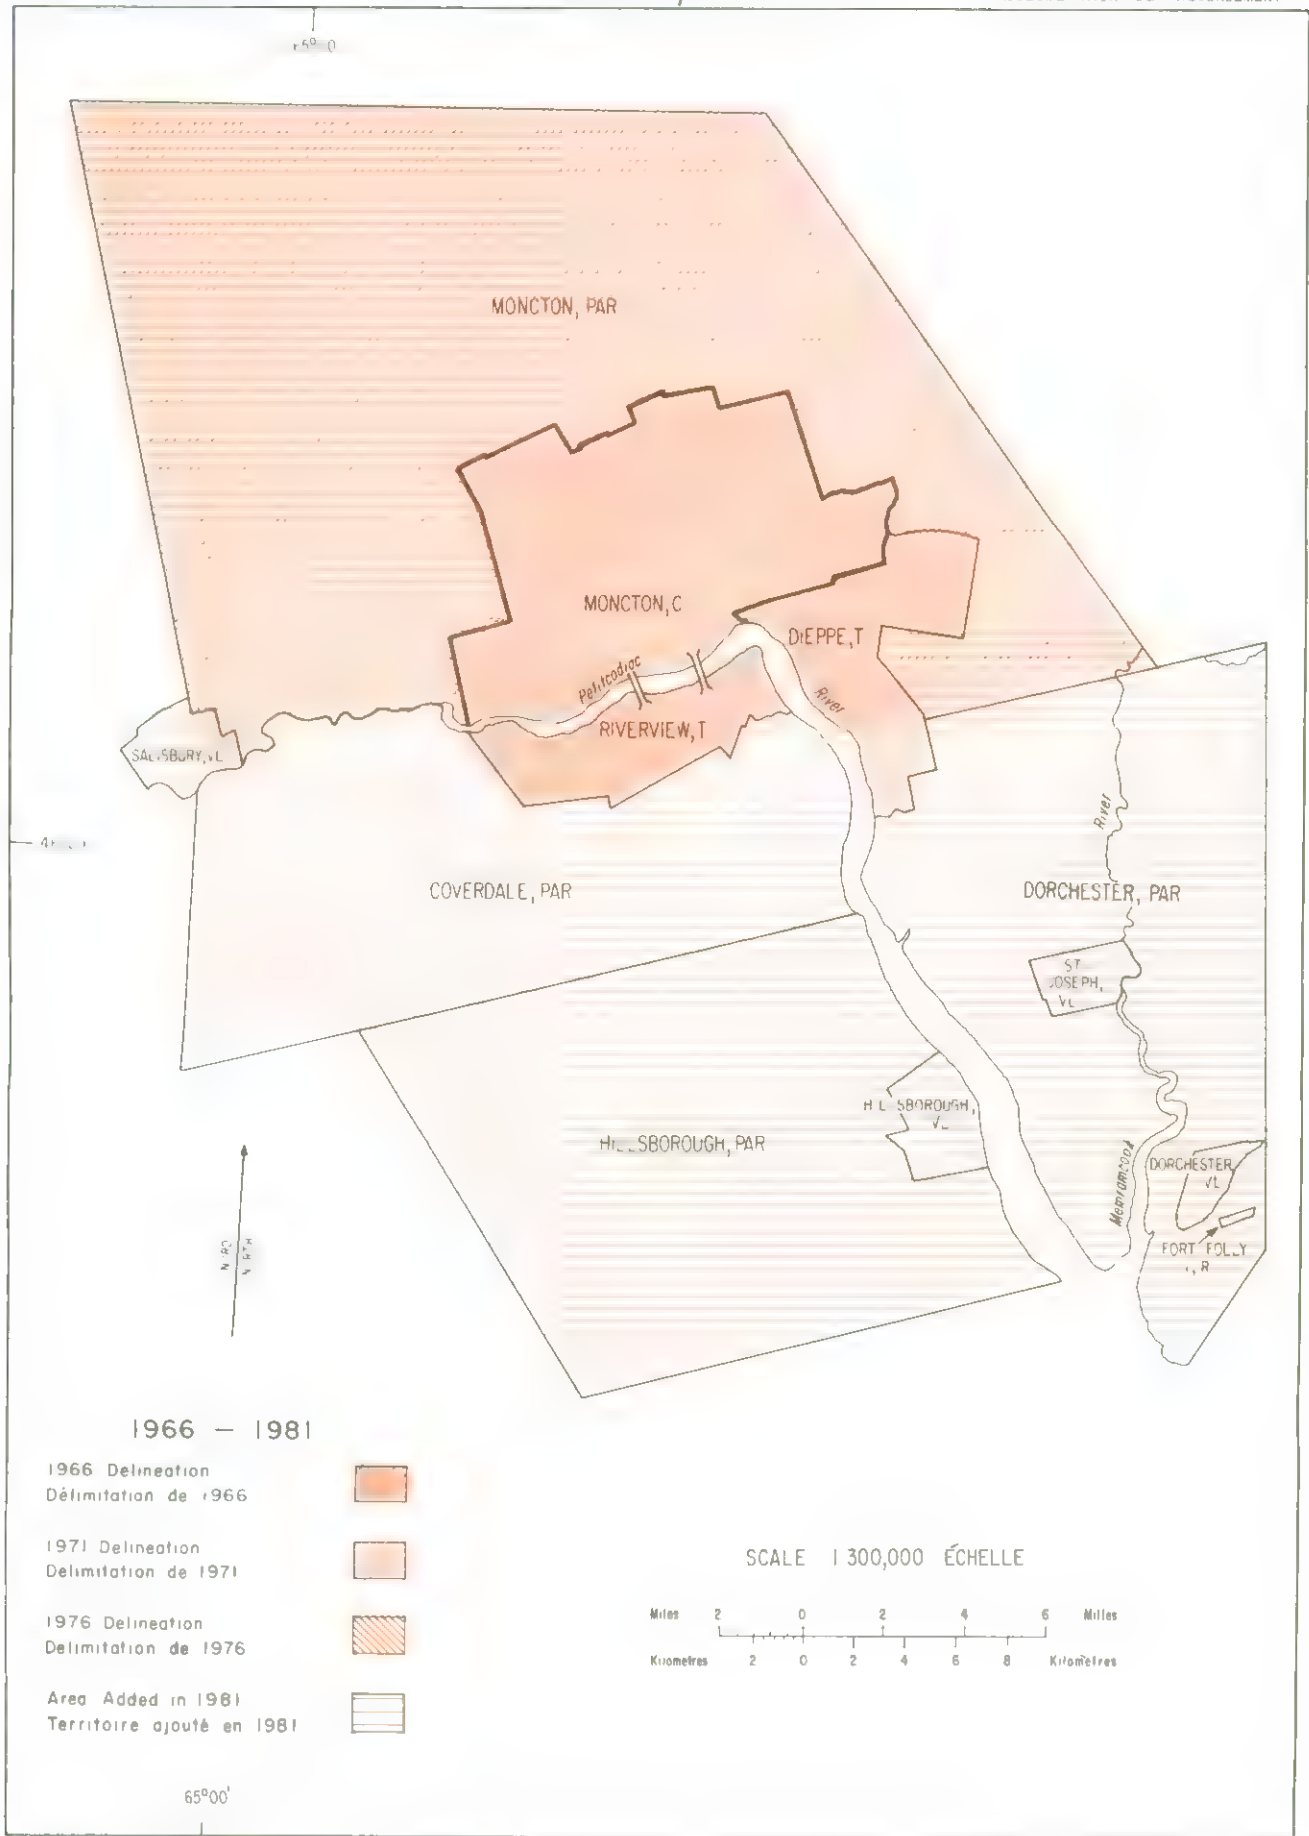 MONCTON, PAR
MONCTON, C
DIEPPE, T
Petitcodiac
River
RIVERVIEW, T
River
COVERDALE, PAR
DORCHESTER, PAR
ST
JOSEPH,
VL
VL
HILLSBOROUGH, PAR
Memramcook
DORCHESTER
VL
FORT FOLLY
R
1966 - 1981
1966 Delineation
Délimitation de 1966
1971 Delineation
Delimitation de 1971
1976 Delineation
Delimitation de 1976
Area Added in 1981
Territoire ajouté en 1981
SCALE 1 300,000 ÉCHELLE
Miles 2 0 2 4 6 Milles
Kilometres 2 0 2 4 6 8 Kilomètres
65°00'